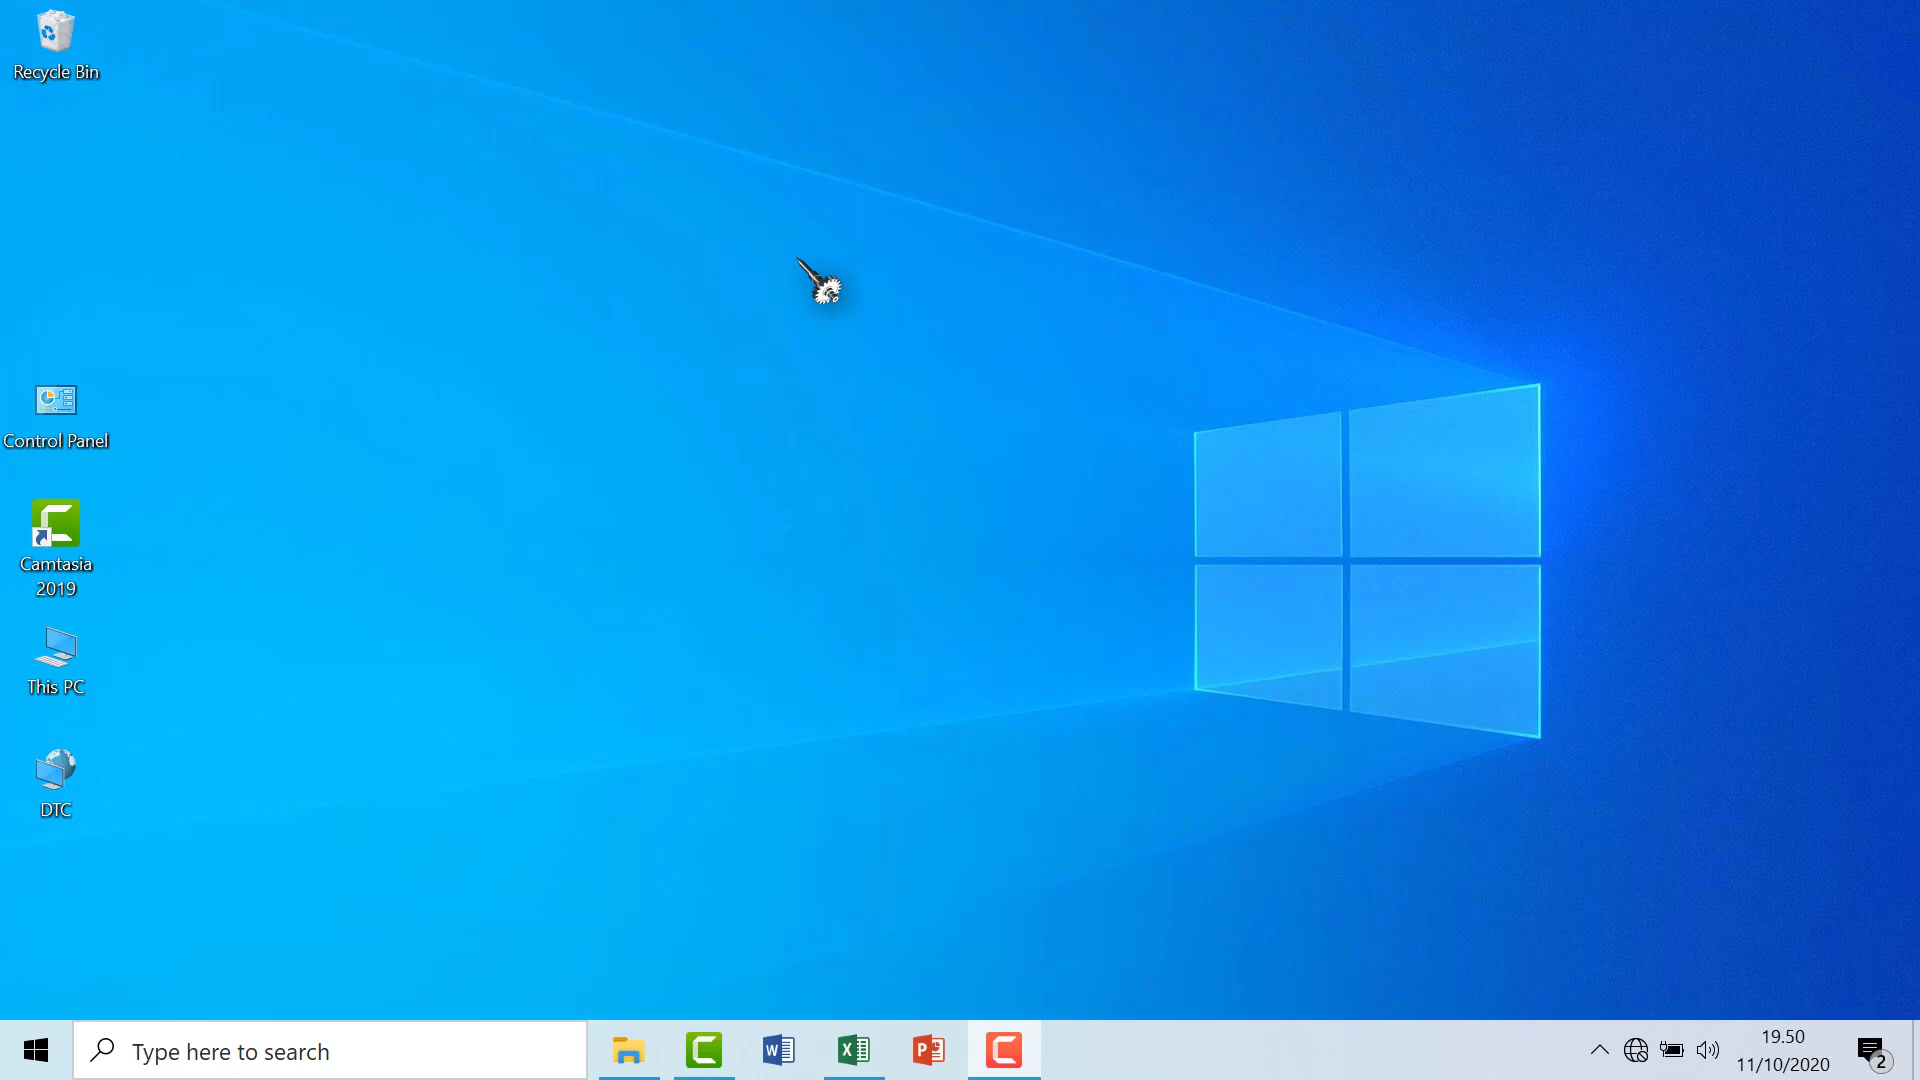 Recycle Bin
Control Panel
Camtasia
2019
This PC
DTC
Type here to search
19.50
11/10/2020
2